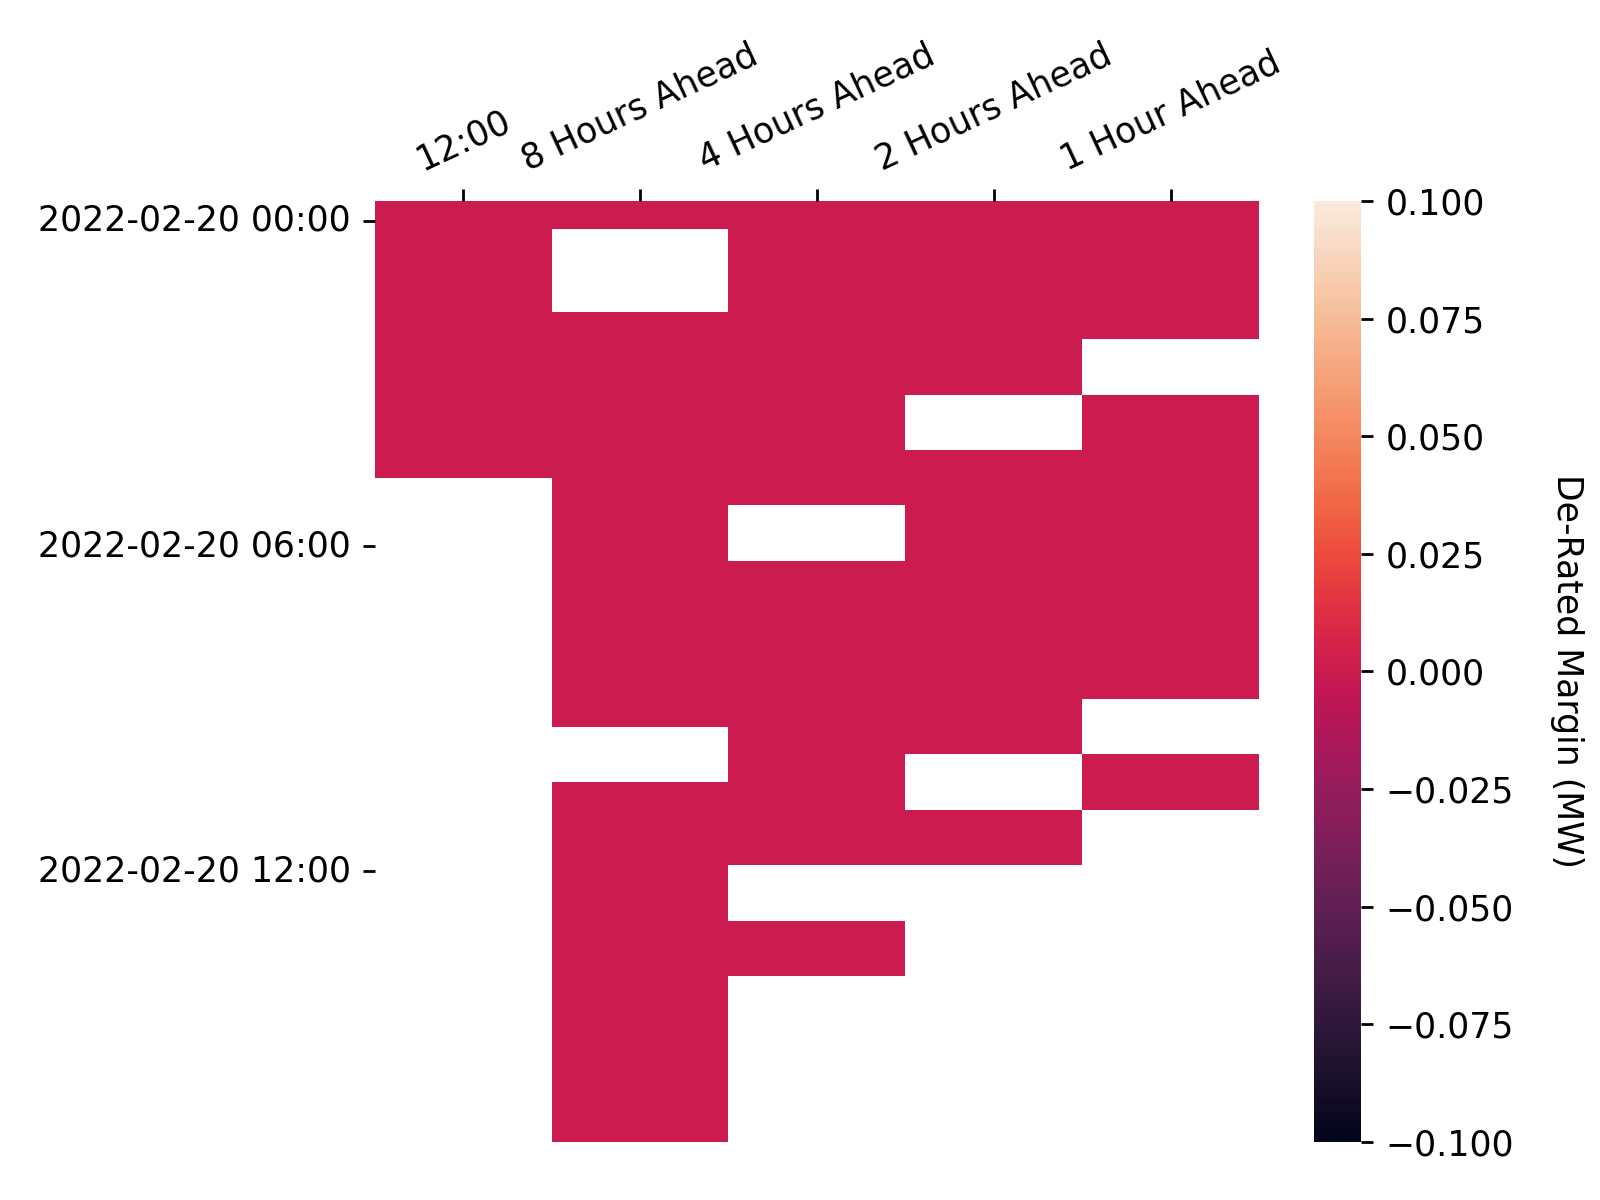 12:00
8 Hours Ahead
4 Hours Ahead
2 Hours Ahead
1 Hour Ahead
2022-02-20 00:00
2022-02-20 06:00
2022-02-20 12:00
0.100
0.075
0.050
0.025
0.000
−0.025
−0.050
−0.075
−0.100
De-Rated Margin (MW)